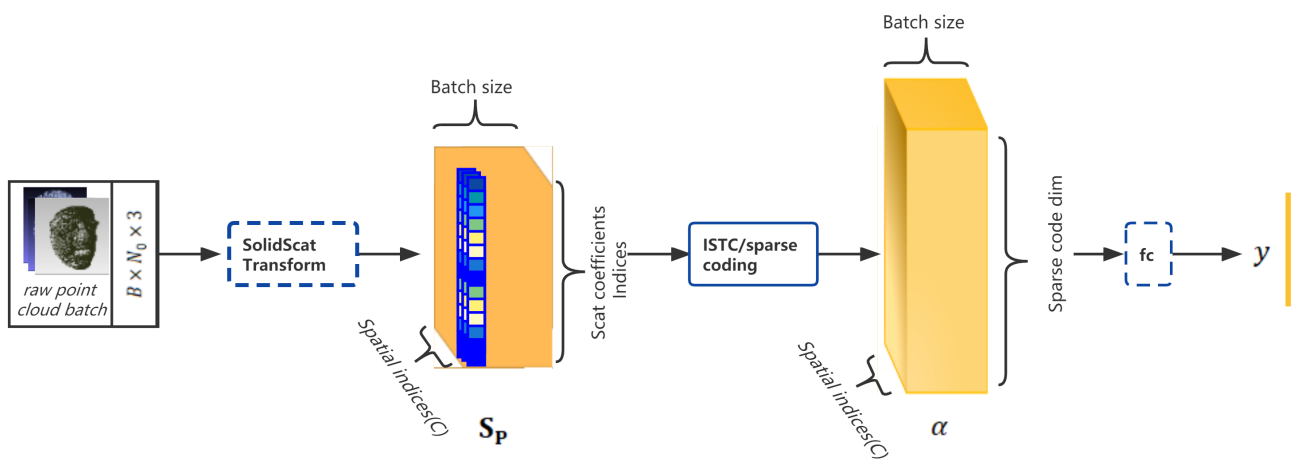 raw point
cloud batch
B × N₀ × 3
SolidScat
Transform
Batch size
Scat coefficients
Indices
Spatial indices(C)
S_P
ISTC/sparse
coding
Batch size
Sparse code dim
Spatial indices(C)
α
fc
y